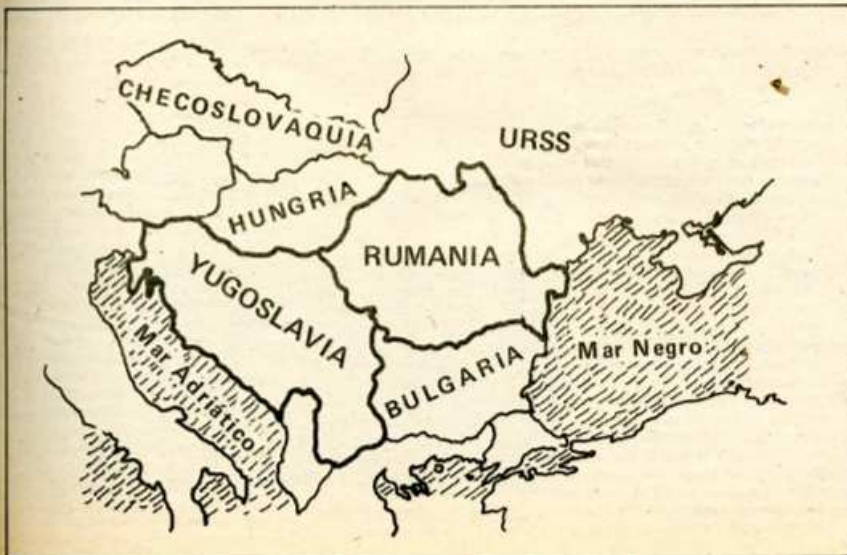 CHECOSLOVAQUIA
URSS
HUNGRIA
RUMANIA
YUGOSLAVIA
Mar Negro
BULGARIA
Mar Adriático